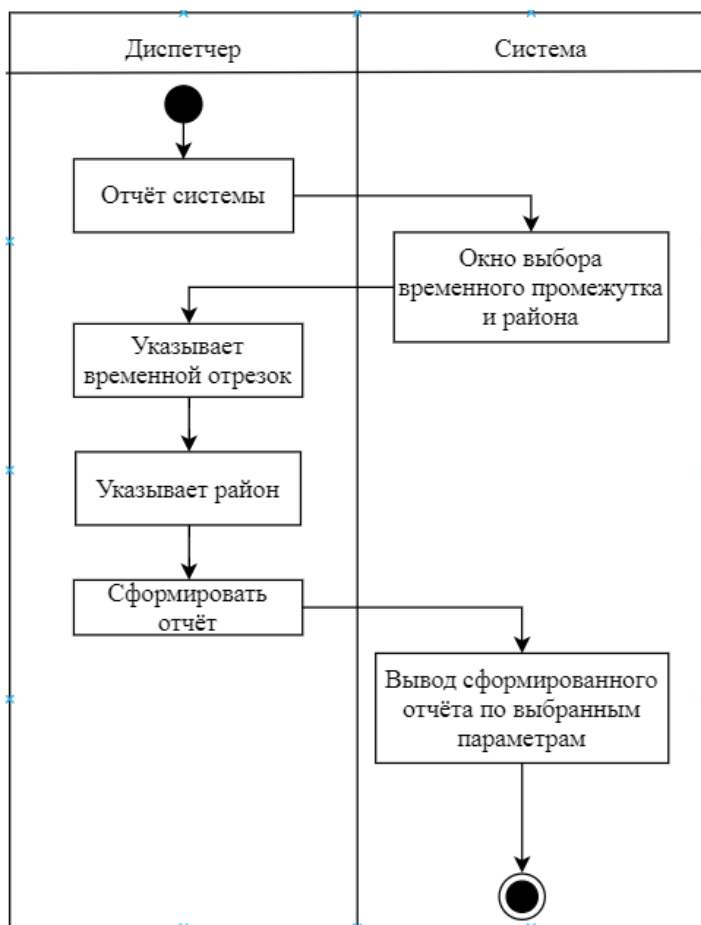 Диспетчер
Система
Отчёт системы
Окно выбора
временного промежутка
и района
Указывает
временной отрезок
Указывает район
Сформировать
отчёт
Вывод сформированного
отчёта по выбранным
параметрам